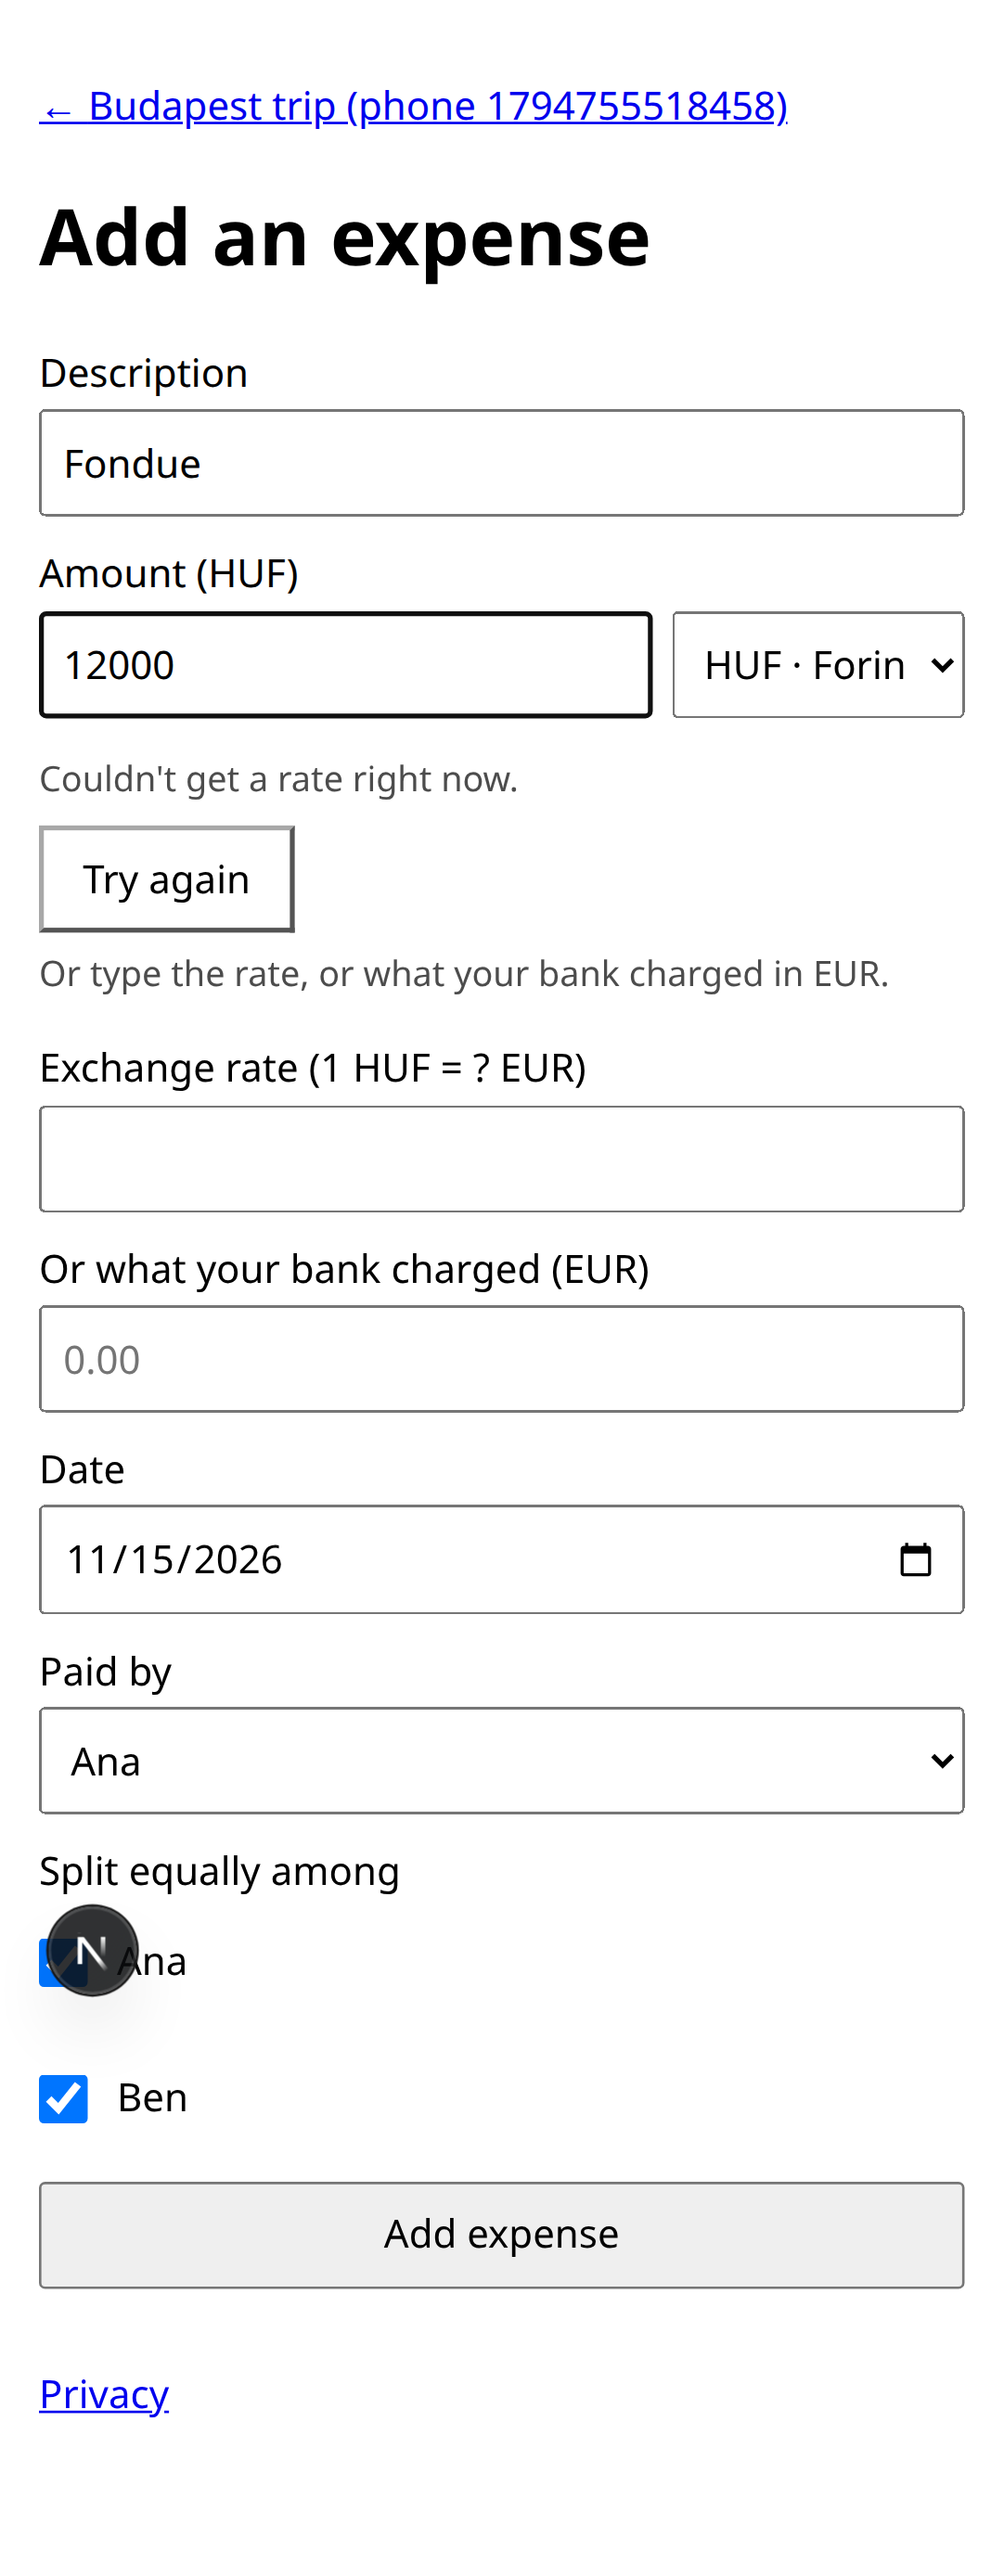 ← Budapest trip (phone 1794755518458)
Add an expense
Description
Fondue
Amount (HUF)
12000
HUF · Forin
Couldn't get a rate right now.
Try again
Or type the rate, or what your bank charged in EUR.
Exchange rate (1 HUF = ? EUR)
Or what your bank charged (EUR)
0.00
Date
11/15/2026
Paid by
Ana
Split equally among
N
Ana
Ben
Add expense
Privacy